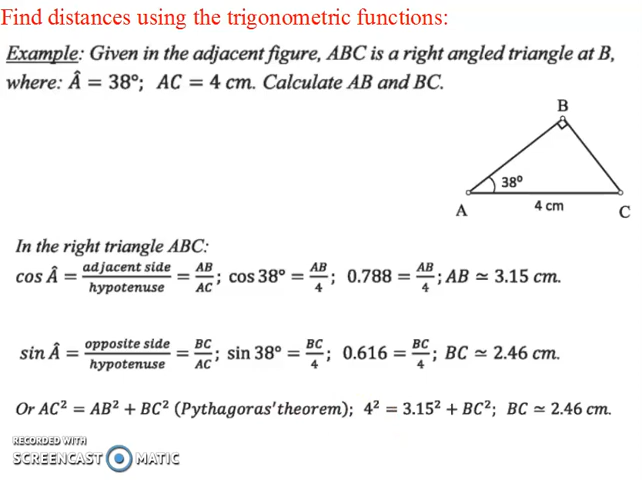 Find distances using the trigonometric functions:
Example: Given in the adjacent figure, ABC is a right angled triangle at B,
where: Â = 38°; AC = 4 cm. Calculate AB and BC.
B
38°
A
4 cm
C
In the right triangle ABC:
cos Â = adjacent side/hypotenuse = AB/AC; cos 38° = AB/4; 0.788 = AB/4; AB ≃ 3.15 cm.
sin Â = opposite side/hypotenuse = BC/AC; sin 38° = BC/4; 0.616 = BC/4; BC ≃ 2.46 cm.
Or AC² = AB² + BC² (Pythagoras'theorem); 4² = 3.15² + BC²; BC ≃ 2.46 cm.
RECORDED WITH
SCREENCAST MATIC